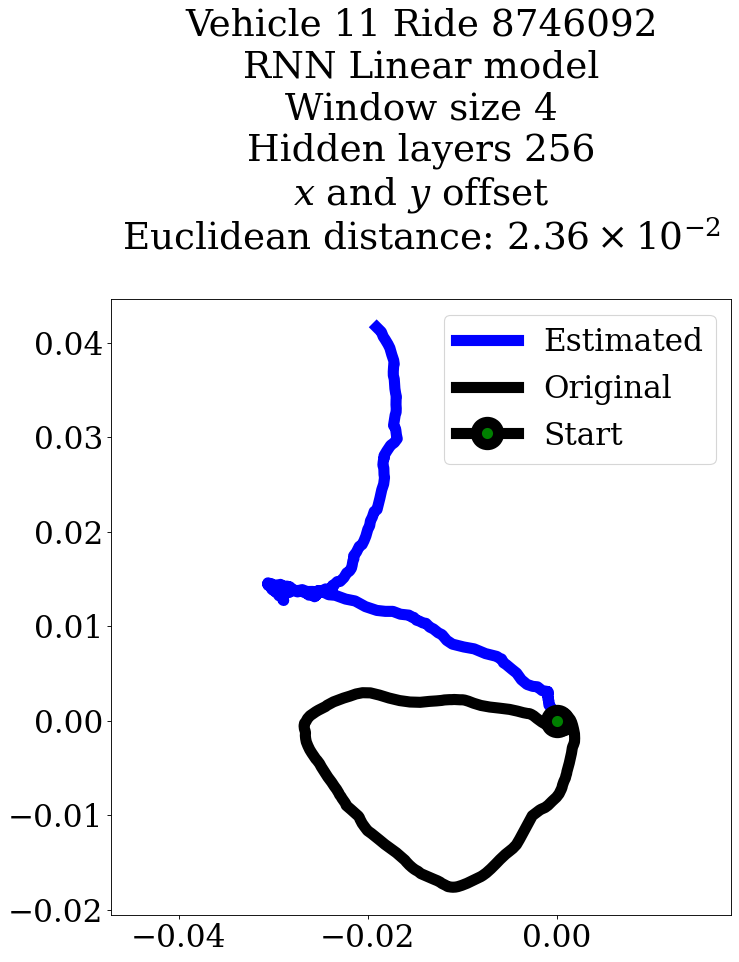 Vehicle 11 Ride 8746092
RNN Linear model
Window size 4
Hidden layers 256
x and y offset
Euclidean distance: 2.36 × 10⁻²
Estimated
Original
Start
0.04
0.03
0.02
0.01
0.00
−0.01
−0.02
−0.04 −0.02 0.00